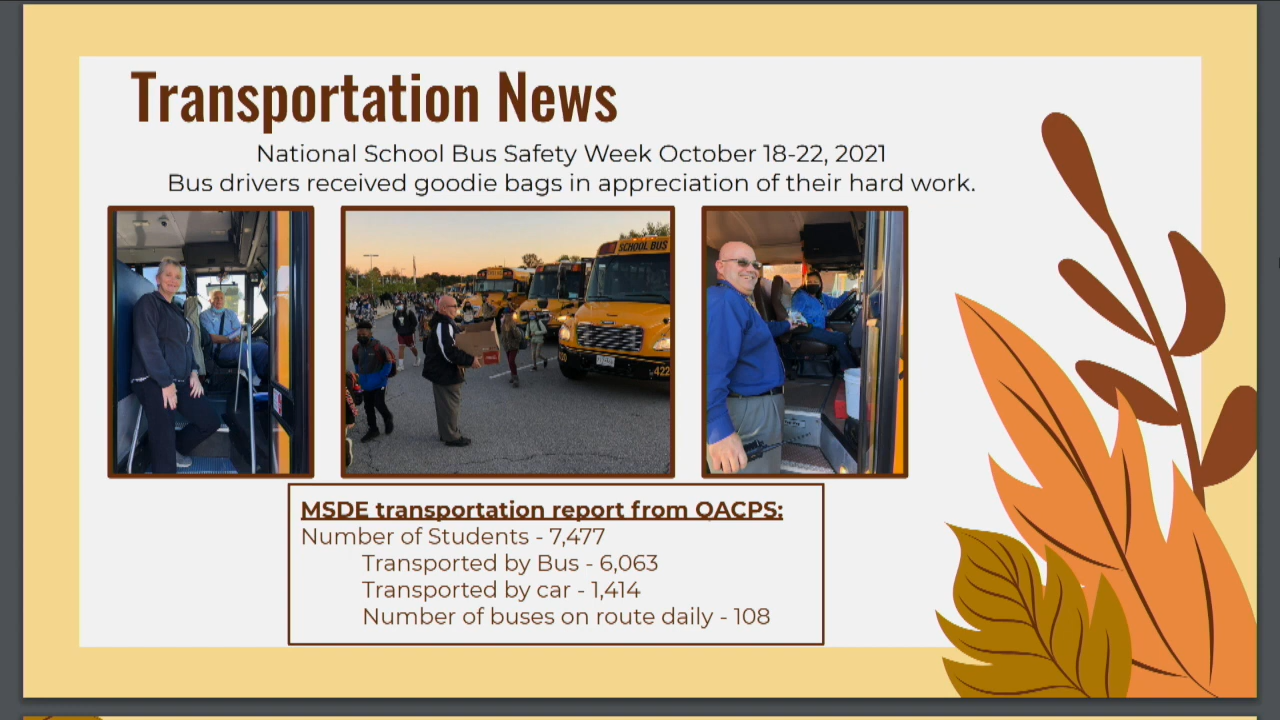 Transportation News
National School Bus Safety Week October 18-22, 2021
Bus drivers received goodie bags in appreciation of their hard work.
SCHOOL BUS
422
MSDE transportation report from QACPS:
Number of Students - 7,477
Transported by Bus - 6,063
Transported by car - 1,414
Number of buses on route daily - 108